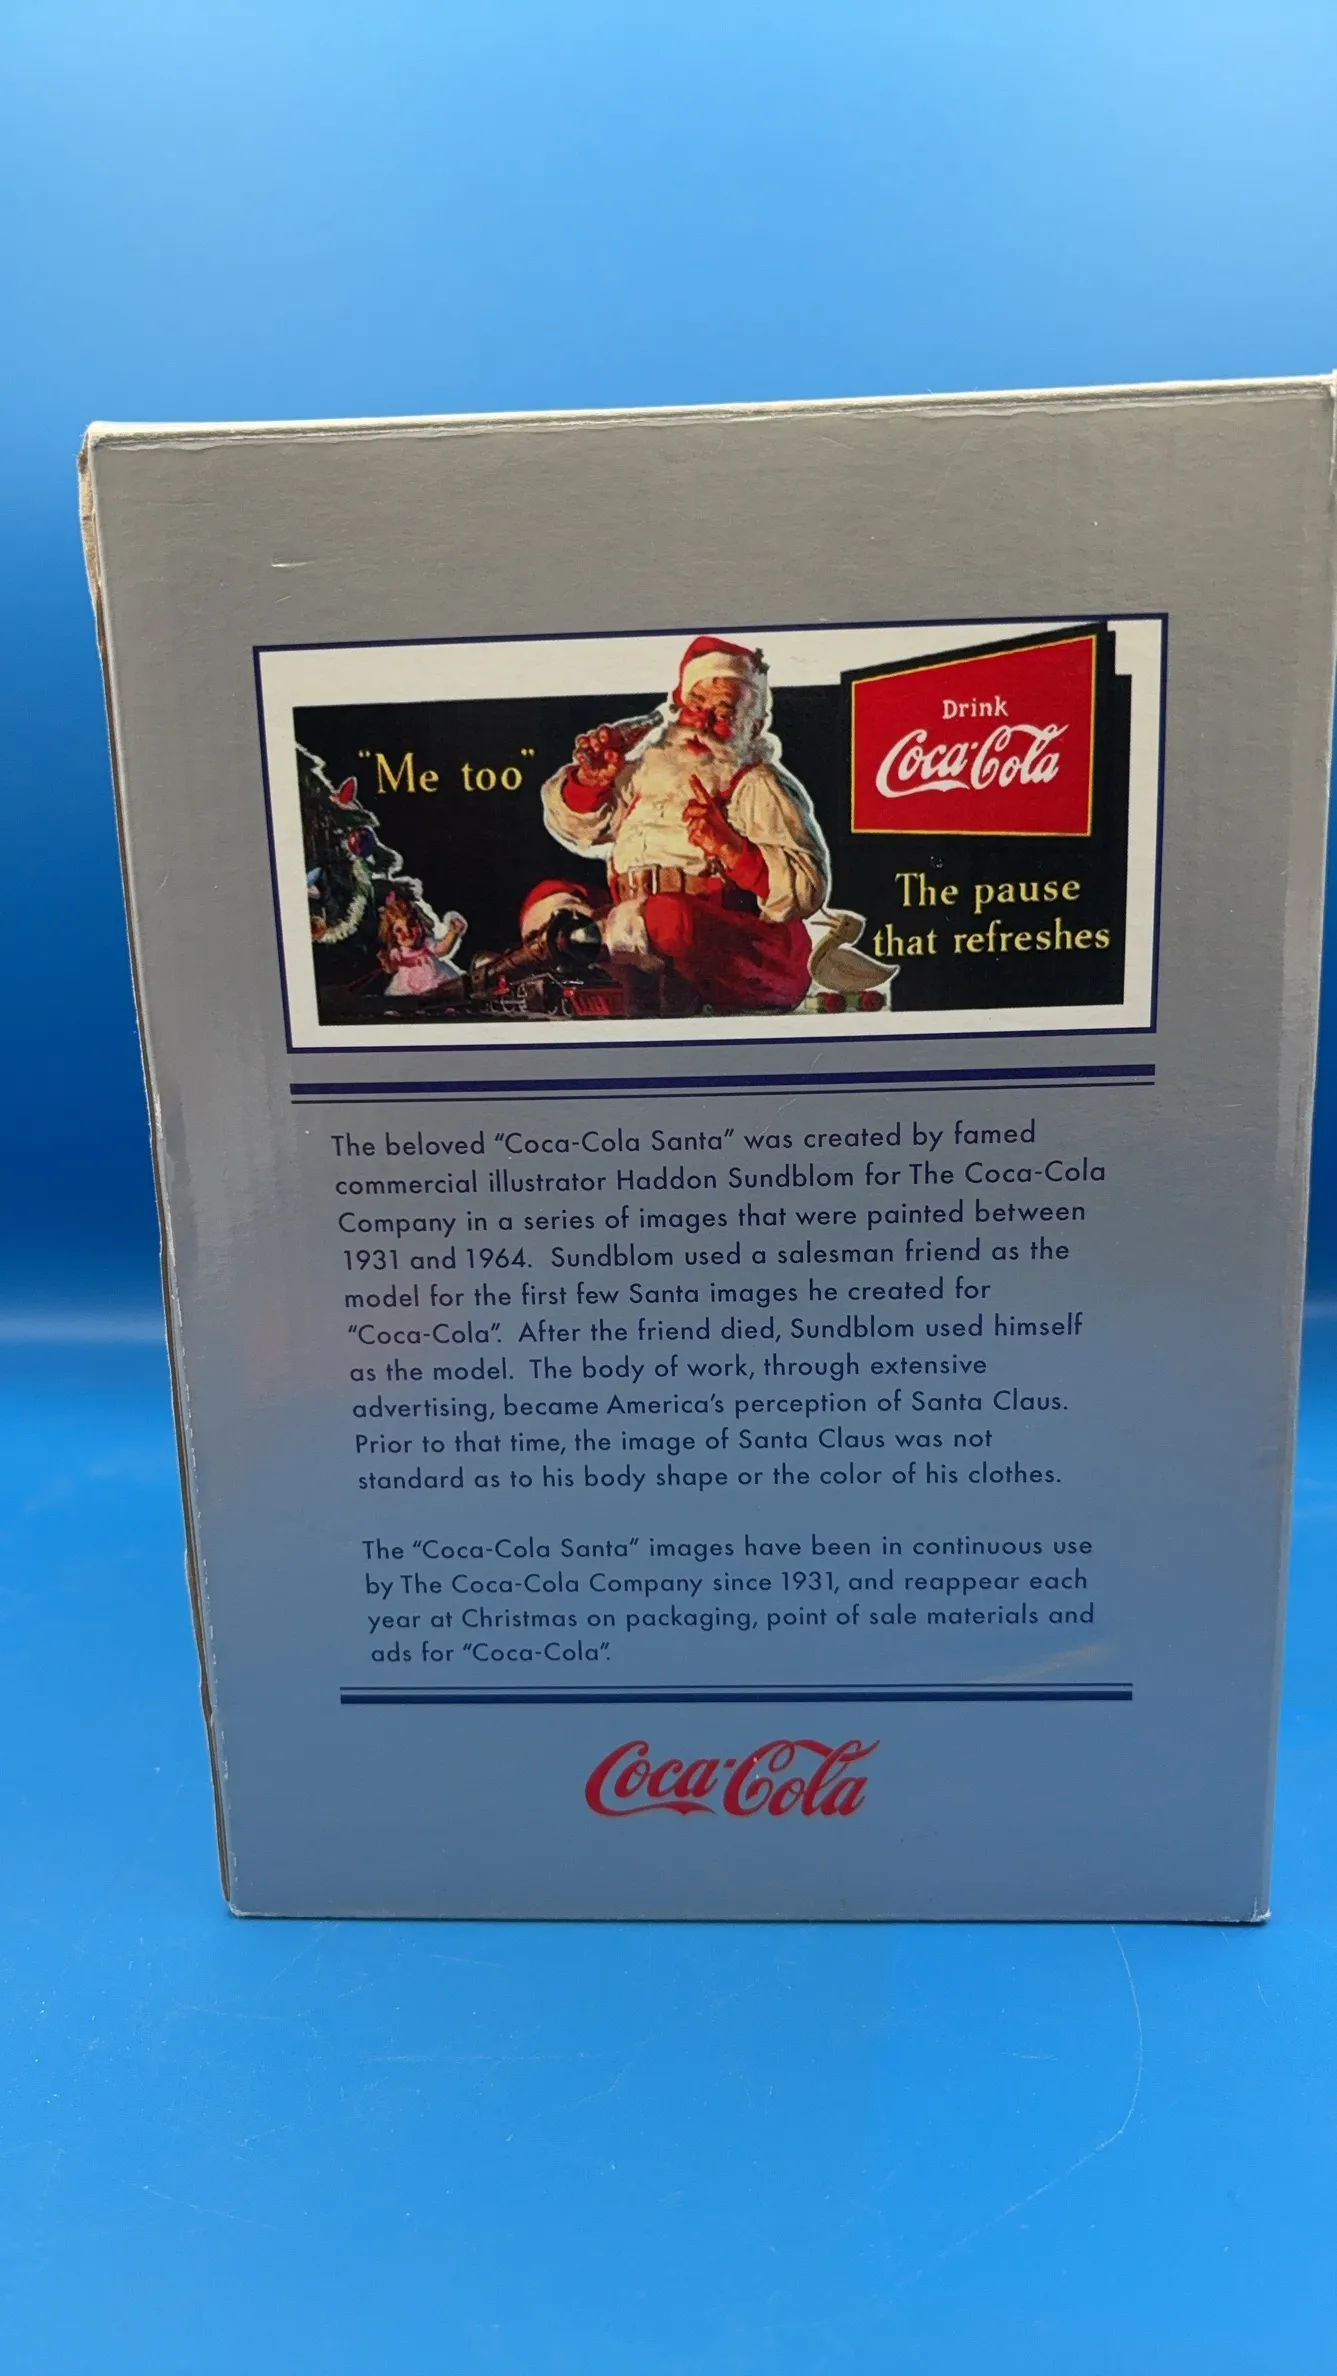 "Me too"
Drink
Coca-Cola
The pause
that refreshes
The beloved "Coca-Cola Santa" was created by famed
commercial illustrator Haddon Sundblom for The Coca-Cola
Company in a series of images that were painted between
1931 and 1964. Sundblom used a salesman friend as the
model for the first few Santa images he created for
"Coca-Cola". After the friend died, Sundblom used himself
as the model. The body of work, through extensive
advertising, became America's perception of Santa Claus.
Prior to that time, the image of Santa Claus was not
standard as to his body shape or the color of his clothes.
The "Coca-Cola Santa" images have been in continuous use
by The Coca-Cola Company since 1931, and reappear each
year at Christmas on packaging, point of sale materials and
ads for "Coca-Cola".
Coca-Cola